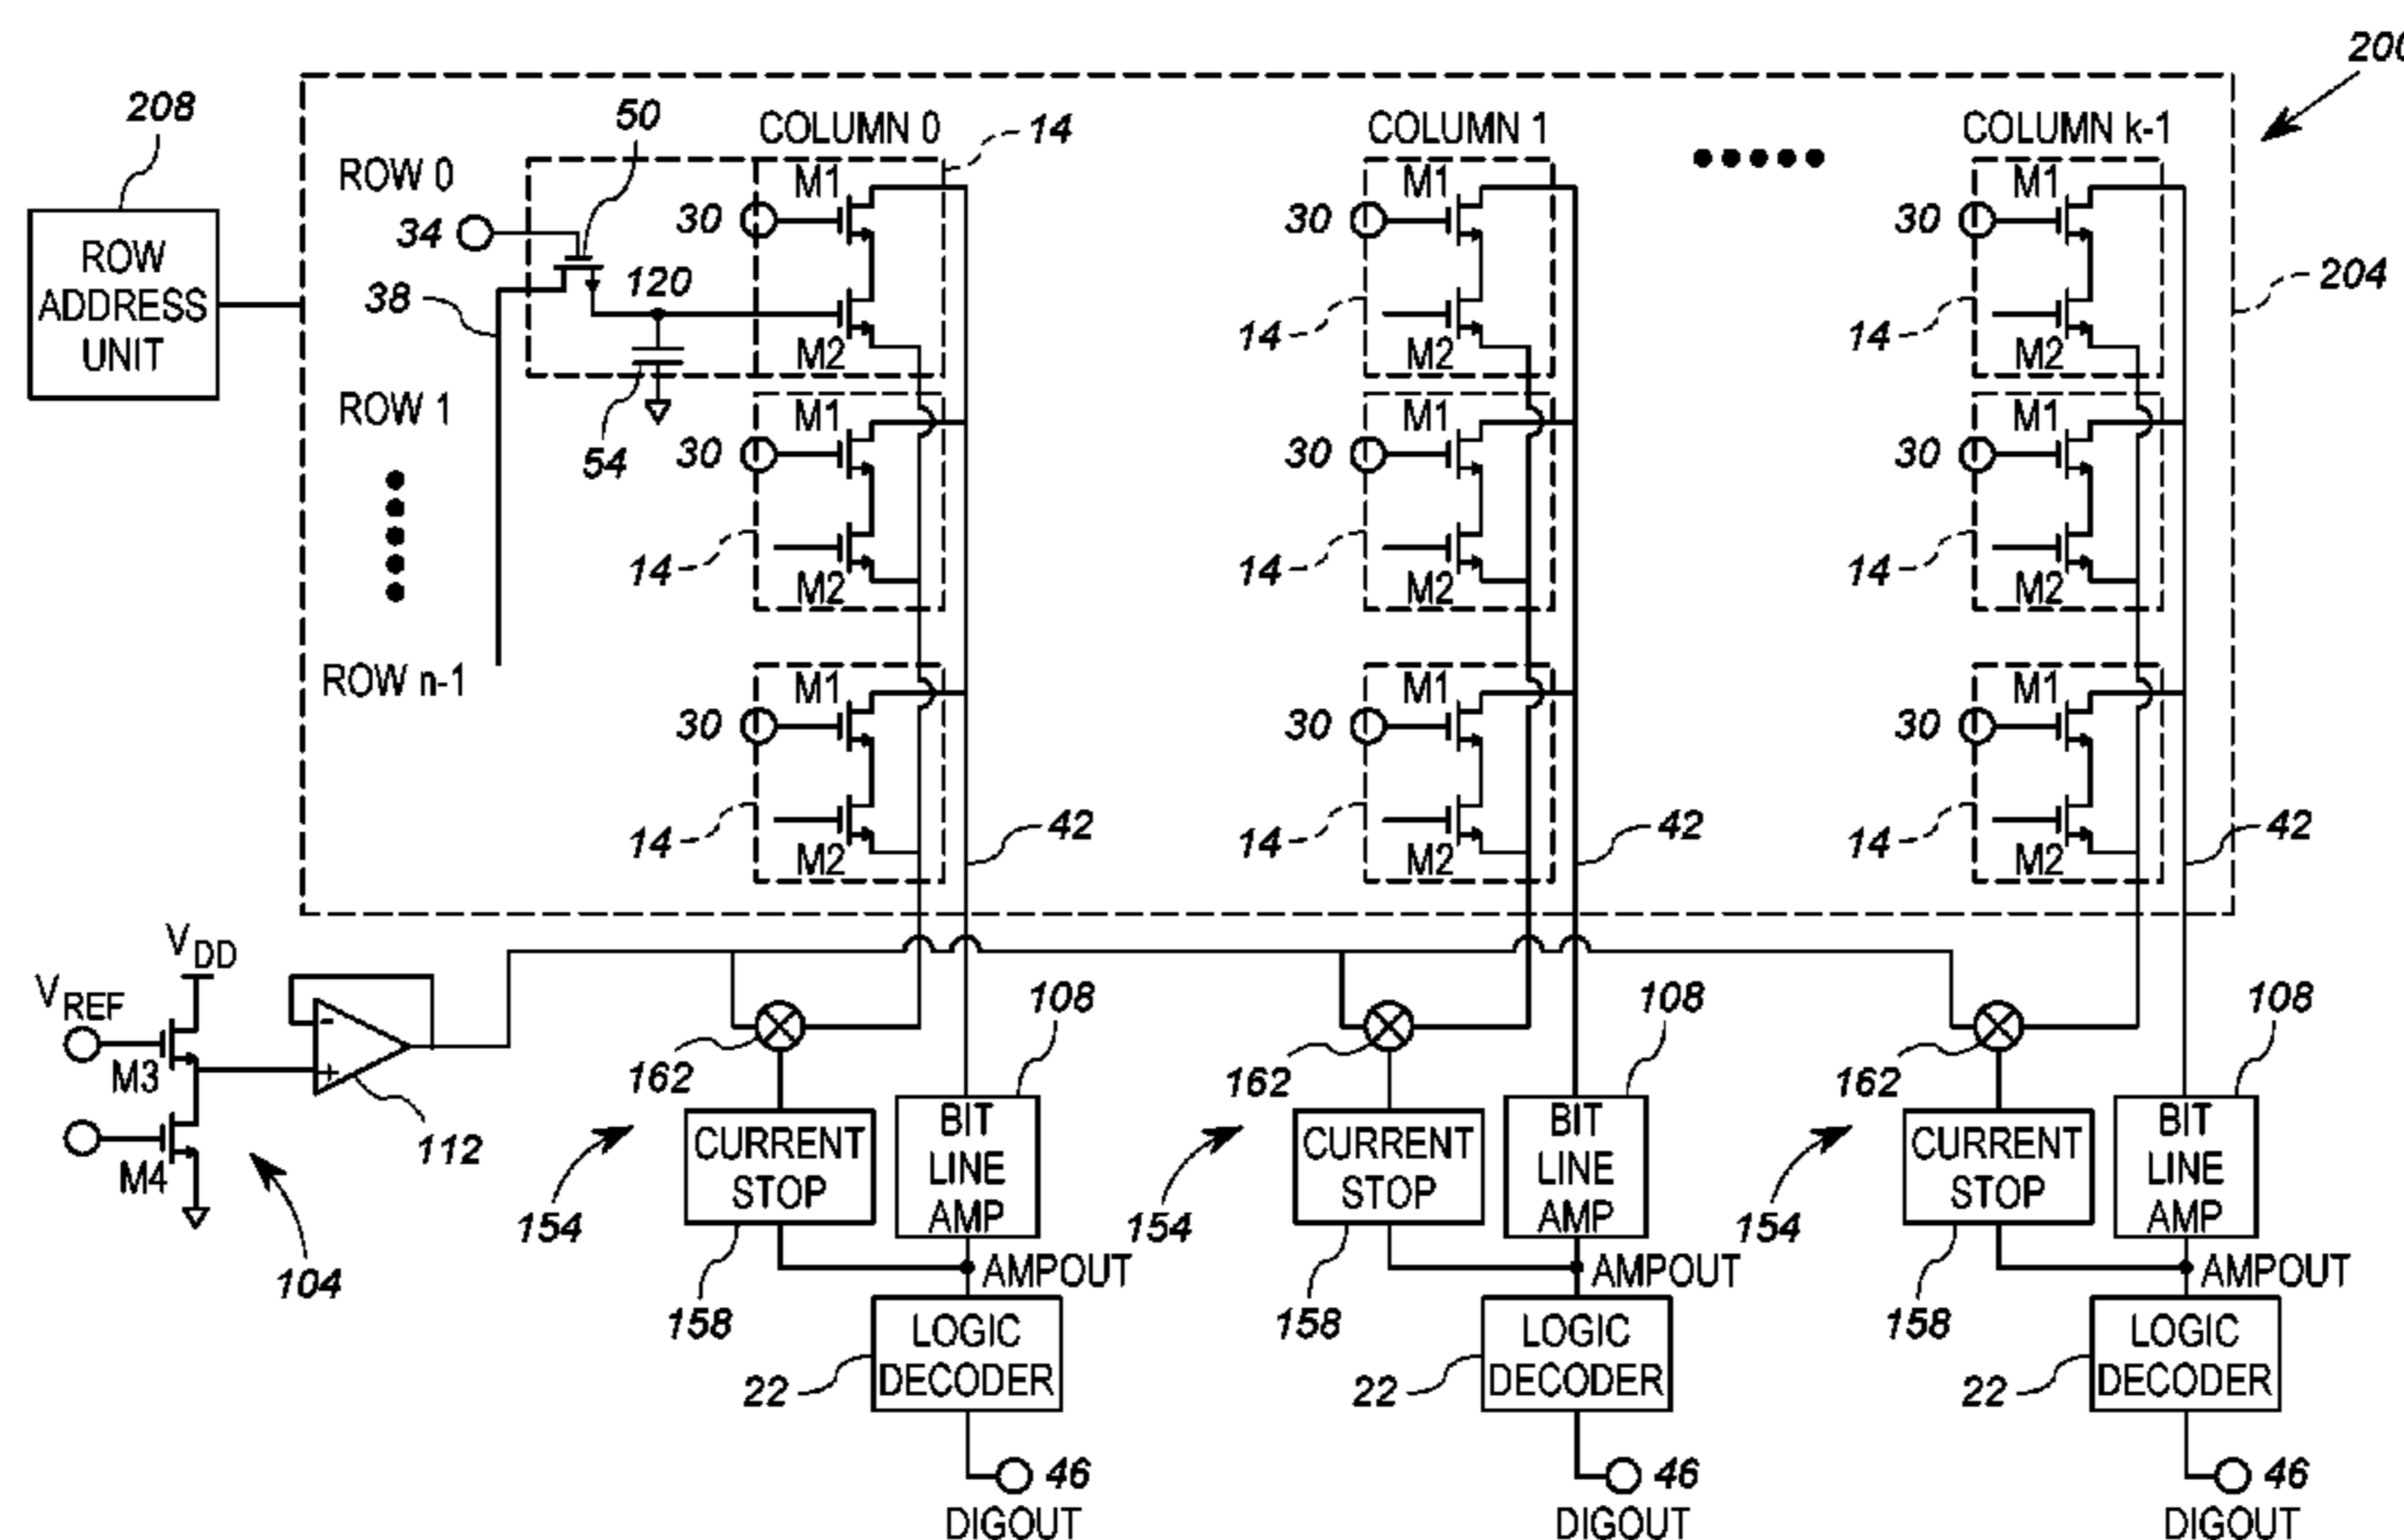 200
208
50
COLUMN 0
14
COLUMN 1
COLUMN k-1
ROW 0
M1
M1
M1
34
30
30
30
ROW
ADDRESS
UNIT
38
120
204
14
14
M2
M2
M2
ROW 1
54
M1
M1
M1
30
30
30
14
14
14
M2
M2
M2
ROW n-1
M1
M1
M1
30
30
30
14
14
14
M2
M2
M2
42
42
42
VDD
VREF
-
+
M3
M4
112
104
108
108
108
162
162
162
CURRENT
STOP
BIT
LINE
AMP
CURRENT
STOP
BIT
LINE
AMP
CURRENT
STOP
BIT
LINE
AMP
154
154
154
AMPOUT
AMPOUT
AMPOUT
158
158
158
LOGIC
DECODER
LOGIC
DECODER
LOGIC
DECODER
22
22
22
46
46
46
DIGOUT
DIGOUT
DIGOUT